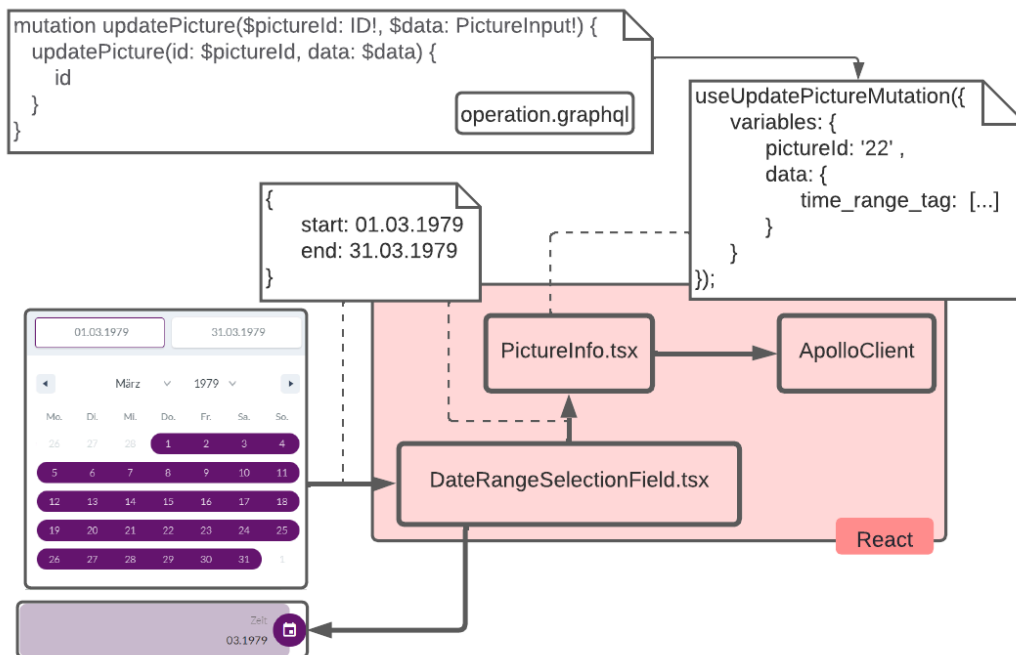 mutation updatePicture($pictureId: ID!, $data: PictureInput!) {
updatePicture(id: $pictureId, data: $data) {
id
}
}
operation.graphql
useUpdatePictureMutation({
variables: {
pictureId: '22' ,
data: {
time_range_tag: [...]
}
}
});
{
start: 01.03.1979
end: 31.03.1979
}
01.03.1979 31.03.1979
März 1979
Mo. Di. Mi. Do. Fr. Sa. So.
26 27 28 1 2 3 4
5 6 7 8 9 10 11
12 13 14 15 16 17 18
19 20 21 22 23 24 25
26 27 28 29 30 31 1
PictureInfo.tsx
ApolloClient
DateRangeSelectionField.tsx
React
Zeit
03.1979